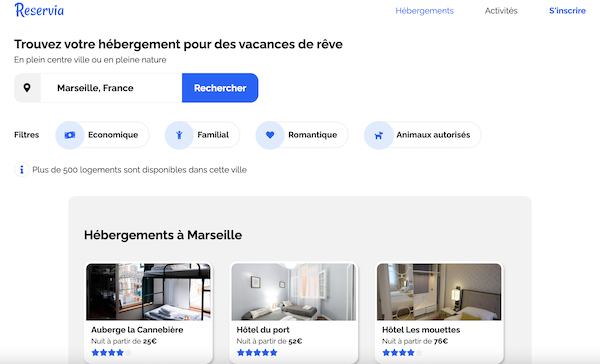 Reservia
Hébergements
Activités
S'inscrire
Trouvez votre hébergement pour des vacances de rêve
En plein centre ville ou en pleine nature
Marseille, France
Rechercher
Filtres
Economique
Familial
Romantique
Animaux autorisés
Plus de 500 logements sont disponibles dans cette ville
Hébergements à Marseille
Auberge la Cannebière
Nuit à partir de 25€
Hôtel du port
Nuit à partir de 52€
Hôtel Les mouettes
Nuit à partir de 76€